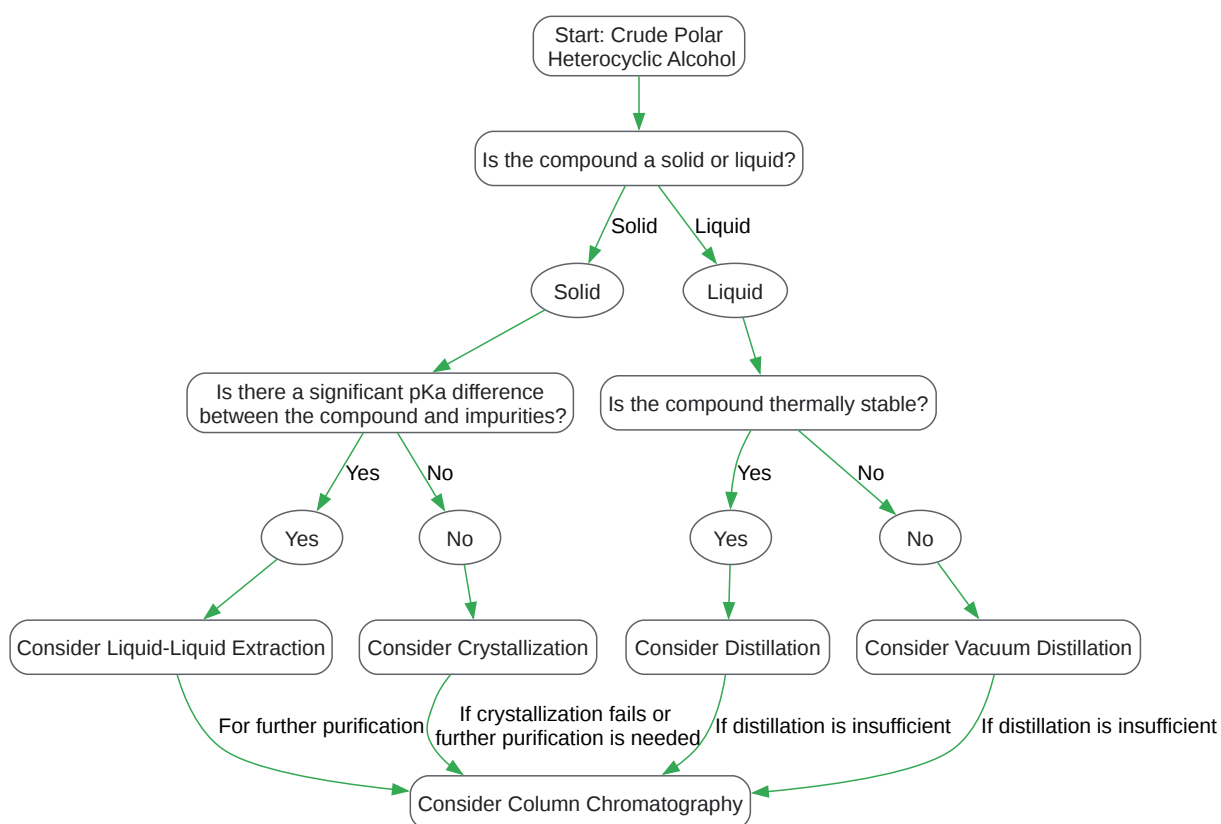 Start: Crude Polar
Heterocyclic Alcohol
Is the compound a solid or liquid?
Solid
Liquid
Solid
Liquid
Is there a significant pKa difference
between the compound and impurities?
Is the compound thermally stable?
Yes
No
Yes
No
Yes
No
Yes
No
Consider Liquid-Liquid Extraction
Consider Crystallization
Consider Distillation
Consider Vacuum Distillation
For further purification
If crystallization fails or
further purification is needed
If distillation is insufficient
If distillation is insufficient
Consider Column Chromatography